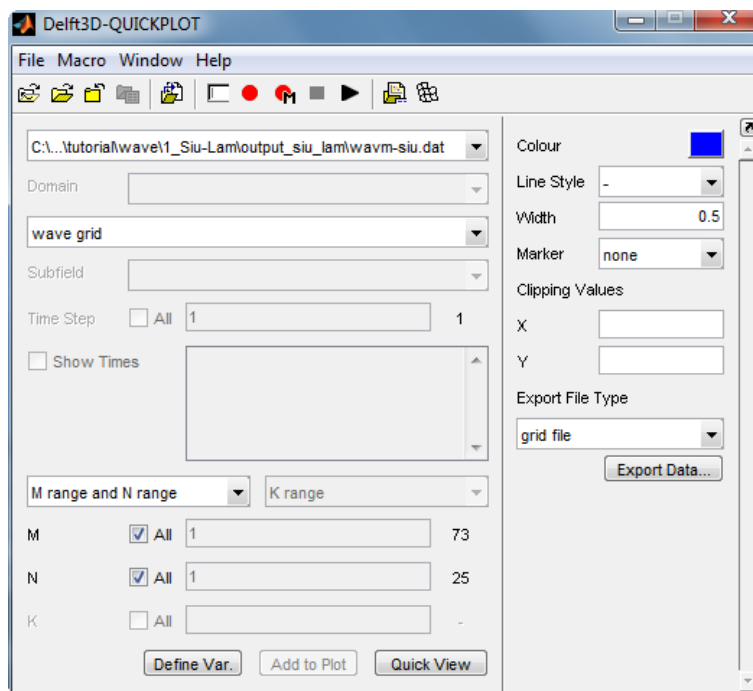 Delft3D-QUICKPLOT
File Macro Window Help
M
C:\...\tutorial\wave\1_Siu-Lam\output_siu_lam\wavm-siu.dat
Domain
wave grid
Subfield
Time Step All 1 1
Show Times
M range and N range K range
M All 1 73
N All 1 25
K All -
Define Var. Add to Plot Quick View
Colour
Line Style -
Width 0.5
Marker none
Clipping Values
X
Y
Export File Type
grid file
Export Data...